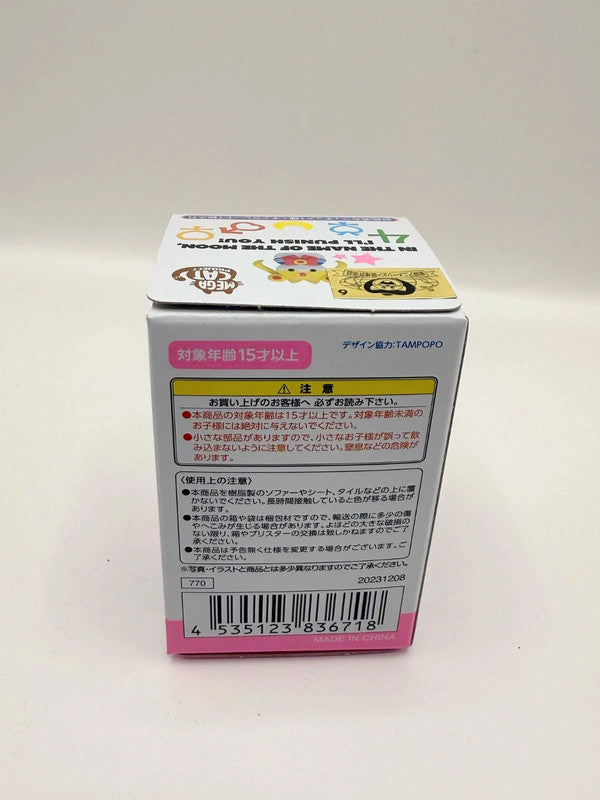 IN THE NAME OF THE MOON,
I'LL PUNISH YOU!
MEGA
CAT
PROJECT
対象年齢15才以上
デザイン協力:TAMPOPO
⚠ 注 意
お買い上げのお客様へ 必ずお読み下さい。
●本商品の対象年齢は15才以上です。対象年齢未満の
お子様には絶対に与えないでください。
●小さな部品がありますので、小さなお子様が誤って飲
み込まないように注意してください。窒息などの危険が
あります。
〈使用上の注意〉
●本商品を樹脂製のソファーやシート、タイルなどの上に置
かないでください。長時間接触していると色が移る場合が
あります。
●本商品の箱や袋は梱包材ですので、輸送の際に多少の傷
やへこみが生じる場合があります。よほどの大きな破損の
ない限り、箱やブリスターの交換は致しかねますのでご了
承ください。
●本商品は予告無く仕様を変更する場合がございます。ご
了承ください。
※写真・イラストと商品とは多少異なりますのでご了承ください。
770
20231208
4 535123 836718
MADE IN CHINA